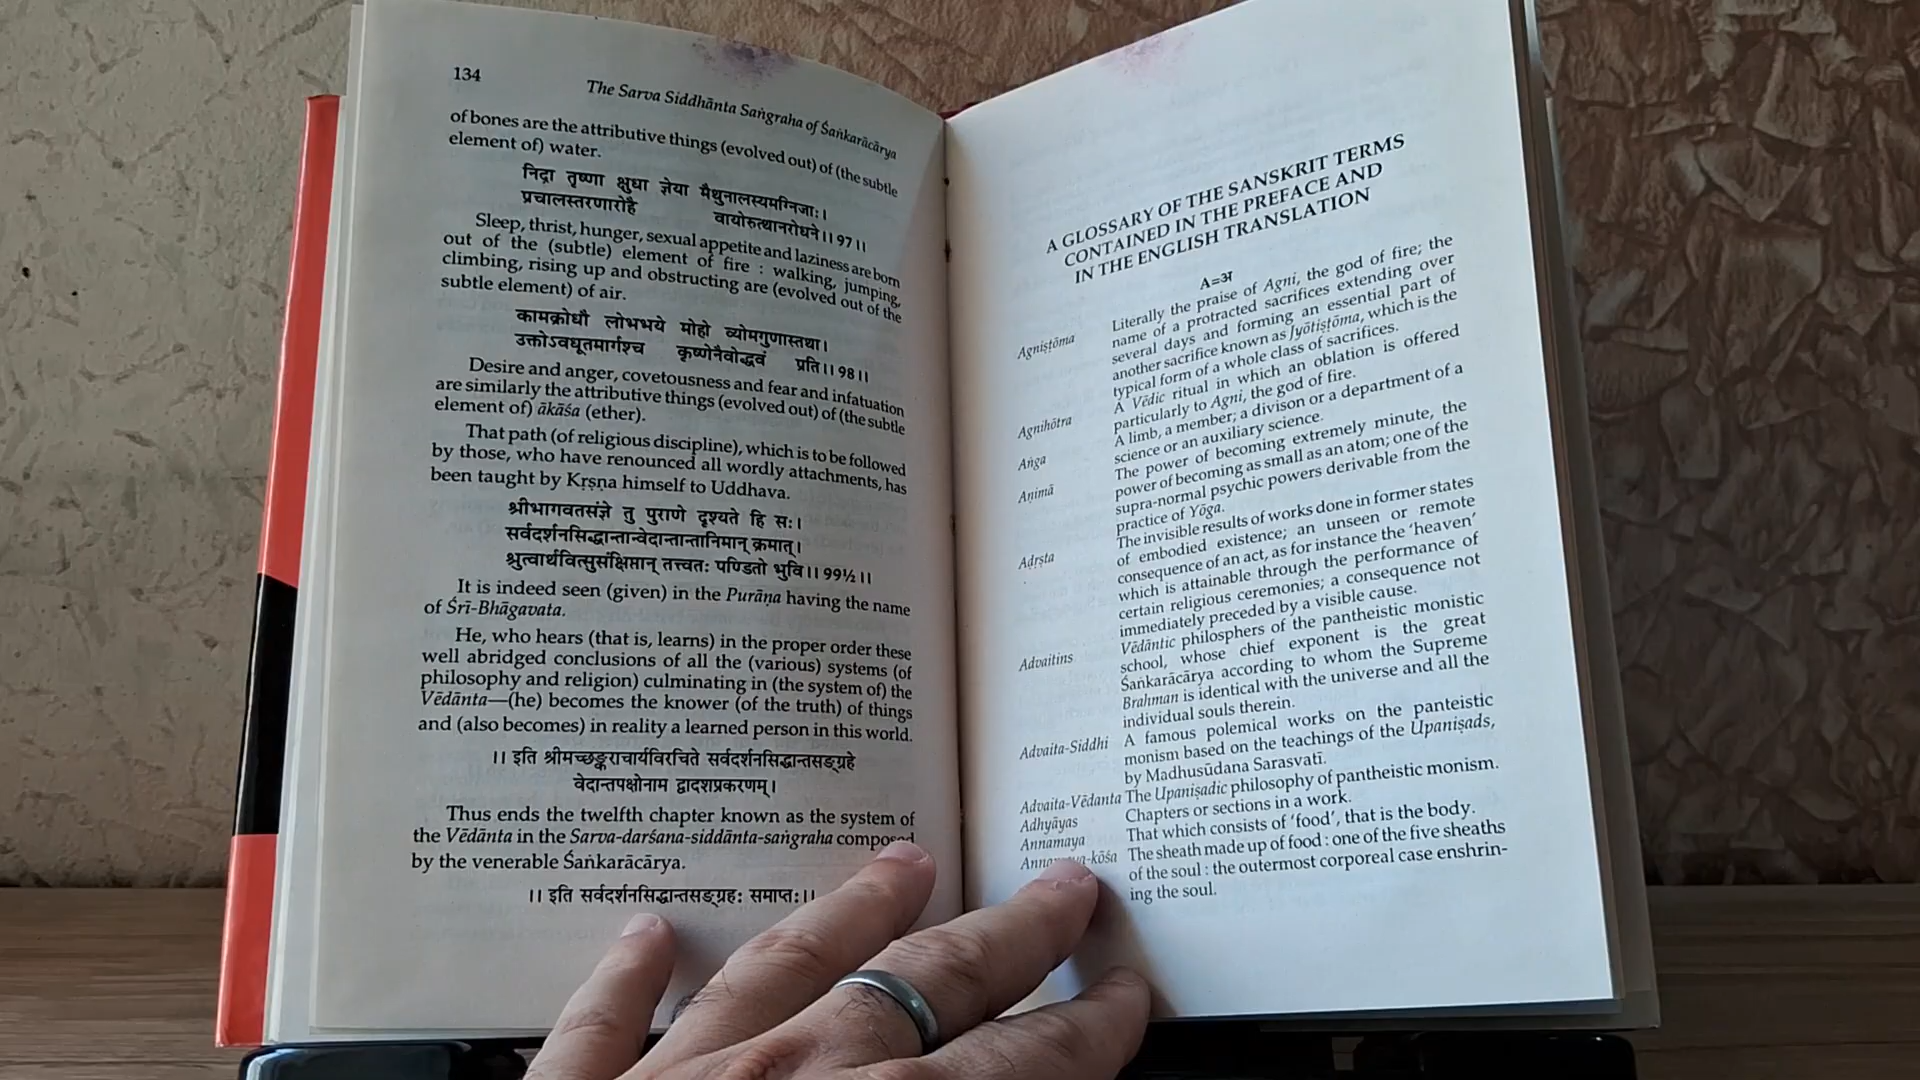 134
The Sarva Siddhānta Saṅgraha of Śaṅkarācārya
of bones are the attributive things (evolved out) of (the subtle
element of) water.
निद्रा तृष्णा क्षुधा ज्ञेया मैथुनालस्यमग्निजाः।
प्रचालस्तरणारोहै वायोरुत्थानरोधने।।97।।
Sleep, thrist, hunger, sexual appetite and laziness are born
out of the (subtle) element of fire : walking, jumping,
climbing, rising up and obstructing are (evolved out of the
subtle element) of air.
कामक्रोधौ लोभभये मोहो व्योमगुणास्तथा।
उक्तोऽवधूतमार्गश्च कृष्णेनैवोद्धवं प्रति।।98।।
Desire and anger, covetousness and fear and infatuation
are similarly the attributive things (evolved out) of (the subtle
element of) ākāśa (ether).
That path (of religious discipline), which is to be followed
by those, who have renounced all wordly attachments, has
been taught by Kṛṣṇa himself to Uddhava.
श्रीभागवतसंज्ञे तु पुराणे दृश्यते हि सः।
सर्वदर्शनसिद्धान्तान्वेदान्तान्तानिमान् क्रमात्।
श्रुत्वार्थवित्सुसंक्षिप्तान् तत्त्वतः पण्डितो भुवि।।99½।।
It is indeed seen (given) in the Purāṇa having the name
of Śrī-Bhāgavata.
He, who hears (that is, learns) in the proper order these
well abridged conclusions of all the (various) systems (of
philosophy and religion) culminating in (the system of) the
Vēdānta—(he) becomes the knower (of the truth) of things
and (also becomes) in reality a learned person in this world.
।। इति श्रीमच्छङ्कराचार्यविरचिते सर्वदर्शनसिद्धान्तसङ्ग्रहे
वेदान्तपक्षोनाम द्वादशप्रकरणम्।
Thus ends the twelfth chapter known as the system of
the Vēdānta in the Sarva-darśana-siddānta-saṅgraha composed
by the venerable Śaṅkarācārya.
।। इति सर्वदर्शनसिद्धान्तसङ्ग्रहः समाप्तः।।
A GLOSSARY OF THE SANSKRIT TERMS
CONTAINED IN THE PREFACE AND
IN THE ENGLISH TRANSLATION
A=अ
Agniṣṭōma Literally the praise of Agni, the god of fire; the
name of a protracted sacrifices extending over
several days and forming an essential part of
another sacrifice known as Jyōtiṣṭōma, which is the
typical form of a whole class of sacrifices.
Agnihōtra A Vēdic ritual in which an oblation is offered
particularly to Agni, the god of fire.
Aṅga A limb, a member; a divison or a department of a
science or an auxiliary science.
Aṇimā The power of becoming extremely minute, the
power of becoming as small as an atom; one of the
supra-normal psychic powers derivable from the
practice of Yōga.
Adṛṣta The invisible results of works done in former states
of embodied existence; an unseen or remote
consequence of an act, as for instance the 'heaven'
which is attainable through the performance of
certain religious ceremonies; a consequence not
immediately preceded by a visible cause.
Advaitins Vēdāntic philosphers of the pantheistic monistic
school, whose chief exponent is the great
Śaṅkarācārya according to whom the Supreme
Brahman is identical with the universe and all the
individual souls therein.
Advaita-Siddhi A famous polemical works on the panteistic
monism based on the teachings of the Upaniṣads,
by Madhusūdana Sarasvatī.
Advaita-Vēdanta The Upaniṣadic philosophy of pantheistic monism.
Adhyāyas Chapters or sections in a work.
Annamaya That which consists of 'food', that is the body.
Annamaya-kōśa The sheath made up of food : one of the five sheaths
of the soul : the outermost corporeal case enshrin-
ing the soul.